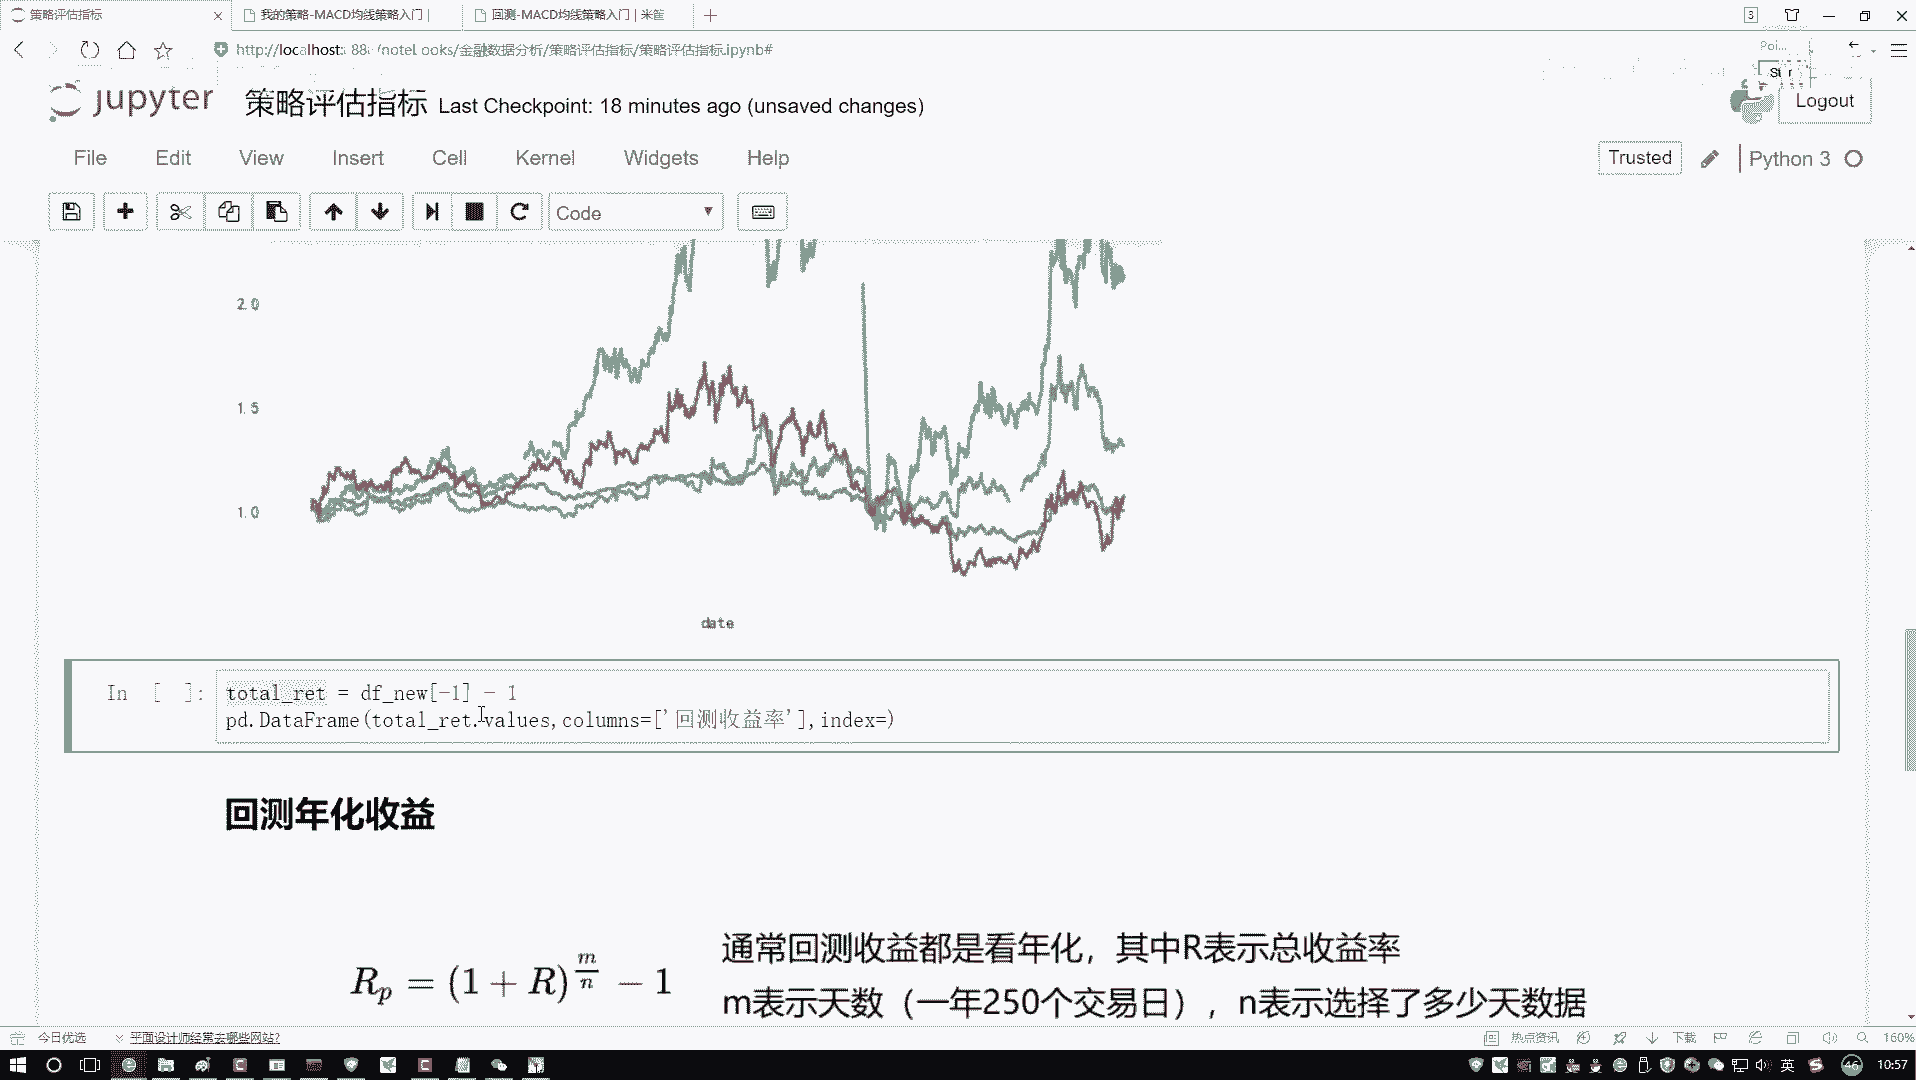 策略评估指标
我的策略-MACD均线策略入门 |
回测-MACD均线策略入门 | 米筐
3
金融数据分析/策略评估指标/策略评估指标.ipynb#
Poi...
jupyter
策略评估指标 Last Checkpoint: 18 minutes ago (unsaved changes)
Logout
File Edit View Insert Cell Kernel Widgets Help
Trusted
Python 3
Code
2.0
1.5
1.0
date
In [ ]:
total_ret = df_new[-1] - 1
pd.DataFrame(total_ret.values,columns=['回测收益率'],index=)
回测年化收益
Rₚ = (1 + R)^(m/n) − 1
通常回测收益都是看年化，其中R表示总收益率
m表示天数（一年250个交易日），n表示选择了多少天数据
今日优选
平面设计师经常去哪些网站?
热点资讯
下载
160%
英
46
10:57